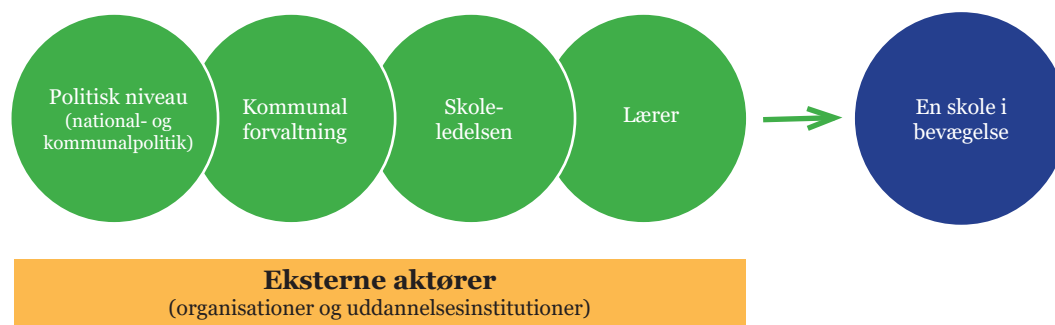 Politisk niveau
(national- og
kommunalpolitik)
Kommunal
forvaltning
Skole-
ledelsen
Lærer
En skole i
bevægelse
Eksterne aktører
(organisationer og uddannelsesinstitutioner)